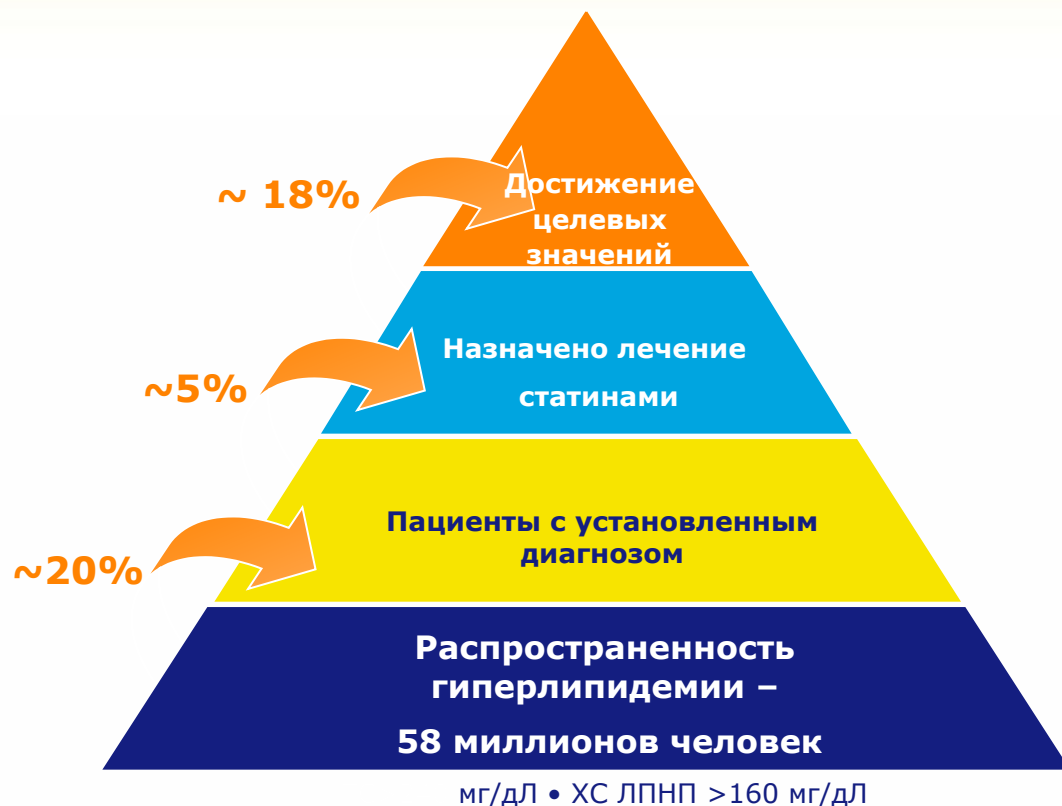 ~ 18%
Достижение
целевых
значений
~5%
Назначено лечение
статинами
~20%
Пациенты с установленным
диагнозом
Распространенность
гиперлипидемии –
58 миллионов человек
мг/дЛ • ХС ЛПНП >160 мг/дЛ